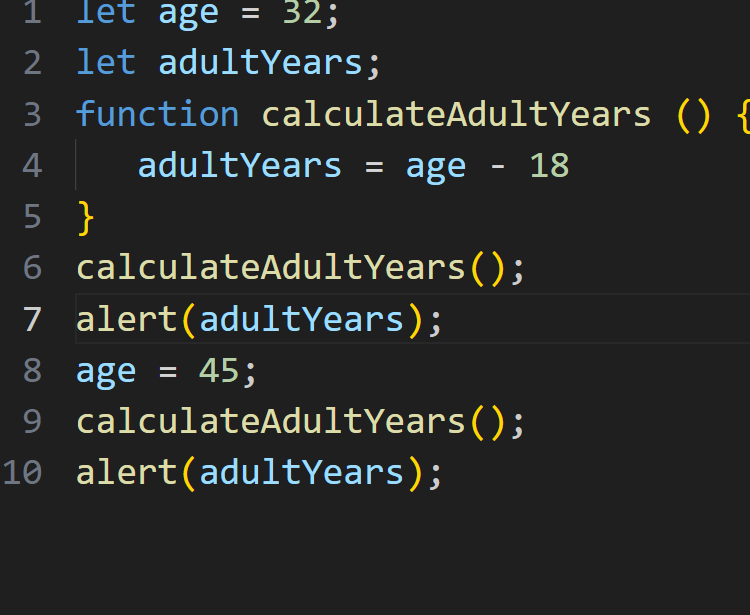 1 let age = 32;
2 let adultYears;
3 function calculateAdultYears () {
4 adultYears = age - 18
5 }
6 calculateAdultYears();
7 alert(adultYears);
8 age = 45;
9 calculateAdultYears();
10 alert(adultYears);